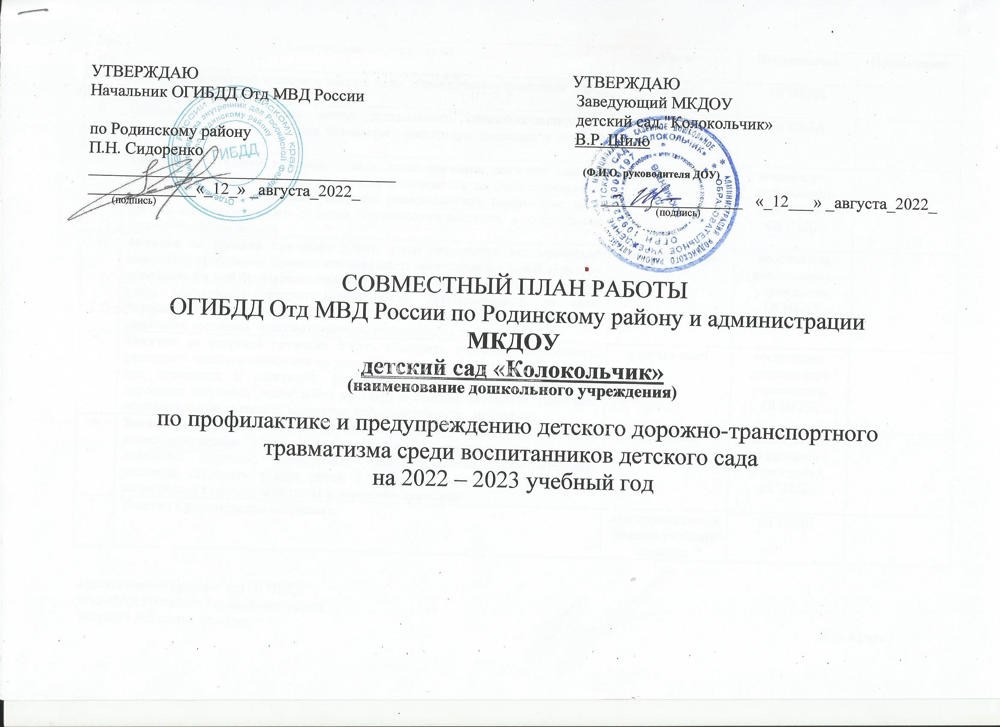 УТВЕРЖДАЮ
Начальник ОГИБДД Отд МВД России
по Родинскому району
П.Н. Сидоренко
«_12_» _августа_2022_
(подпись)
ГИБДД
УТВЕРЖДАЮ
Заведующий МКДОУ
детский сад "Колокольчик»
В.Р. Шило
(Ф.И.О. руководителя ДОУ)
«_12___» _августа_2022_
(подпись)
СОВМЕСТНЫЙ ПЛАН РАБОТЫ
ОГИБДД Отд МВД России по Родинскому району и администрации
МКДОУ
детский сад «Колокольчик»
(наименование дошкольного учреждения)
по профилактике и предупреждению детского дорожно-транспортного
травматизма среди воспитанников детского сада
на 2022 – 2023 учебный год